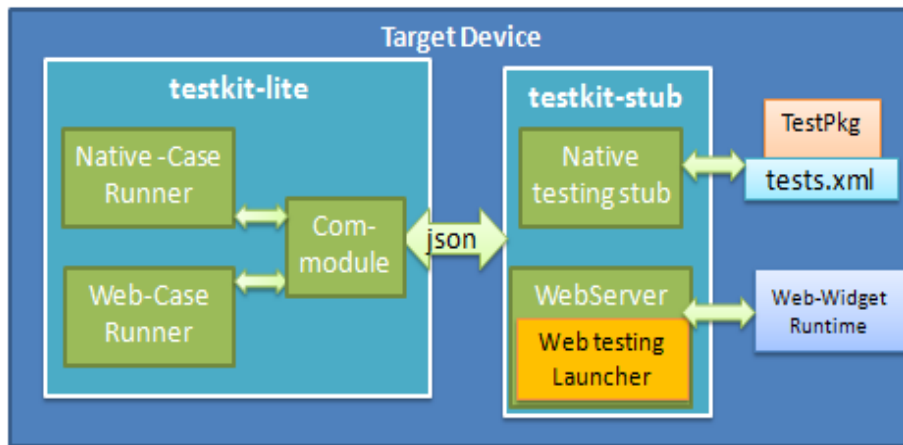 Target Device
testkit-lite
Native -Case
Runner
Com-
module
Web-Case
Runner
json
testkit-stub
Native
testing stub
WebServer
Web testing
Launcher
TestPkg
tests.xml
Web-Widget
Runtime